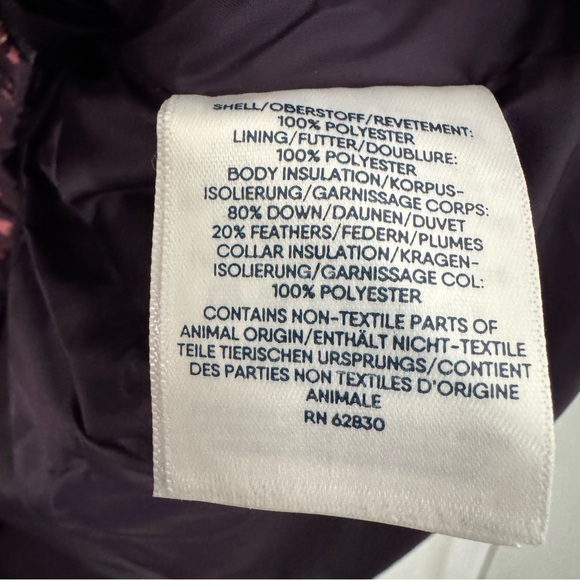 SHELL/OBERSTOFF/REVETEMENT:
100% POLYESTER
LINING/FUTTER/DOUBLURE:
100% POLYESTER
BODY INSULATION/KORPUS-
ISOLIERUNG/GARNISSAGE CORPS:
80% DOWN/DAUNEN/DUVET
20% FEATHERS/FEDERN/PLUMES
COLLAR INSULATION/KRAGEN-
ISOLIERUNG/GARNISSAGE COL:
100% POLYESTER
CONTAINS NON-TEXTILE PARTS OF
ANIMAL ORIGIN/ENTHÄLT NICHT-TEXTILE
TEILE TIERISCHEN URSPRUNGS/CONTIENT
DES PARTIES NON TEXTILES D'ORIGINE
ANIMALE
RN 62830